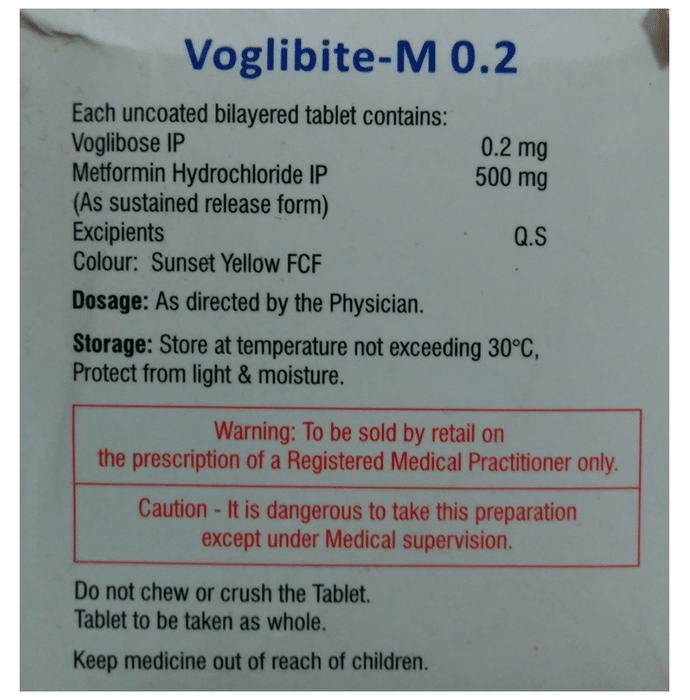 Voglibite-M 0.2
Each uncoated bilayered tablet contains:
Voglibose IP 0.2 mg
Metformin Hydrochloride IP 500 mg
(As sustained release form)
Excipients Q.S
Colour: Sunset Yellow FCF
Dosage: As directed by the Physician.
Storage: Store at temperature not exceeding 30°C,
Protect from light & moisture.
Warning: To be sold by retail on
the prescription of a Registered Medical Practitioner only.
Caution - It is dangerous to take this preparation
except under Medical supervision.
Do not chew or crush the Tablet.
Tablet to be taken as whole.
Keep medicine out of reach of children.